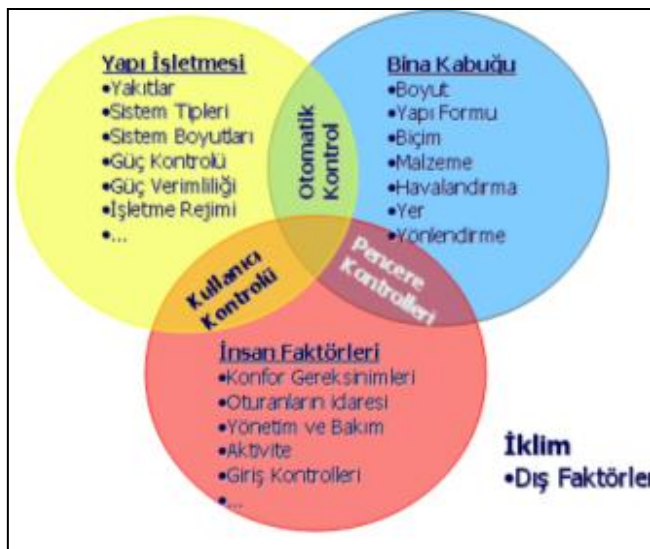 Yapı İşletmesi
•Yakıtlar
•Sistem Tipleri
•Sistem Boyutları
•Güç Kontrolü
•Güç Verimliliği
•İşletme Rejimi
•...
Otomatik
Kontrol
Bina Kabuğu
•Boyut
•Yapı Formu
•Biçim
•Malzeme
•Havalandırma
•Yer
•Yönlendirme
Kullanıcı
Kontrolü
Pencere
Kontrolleri
İnsan Faktörleri
•Konfor Gereksinimleri
•Oturanların idaresi
•Yönetim ve Bakım
•Aktivite
•Giriş Kontrolleri
•...
İklim
•Dış Faktörler